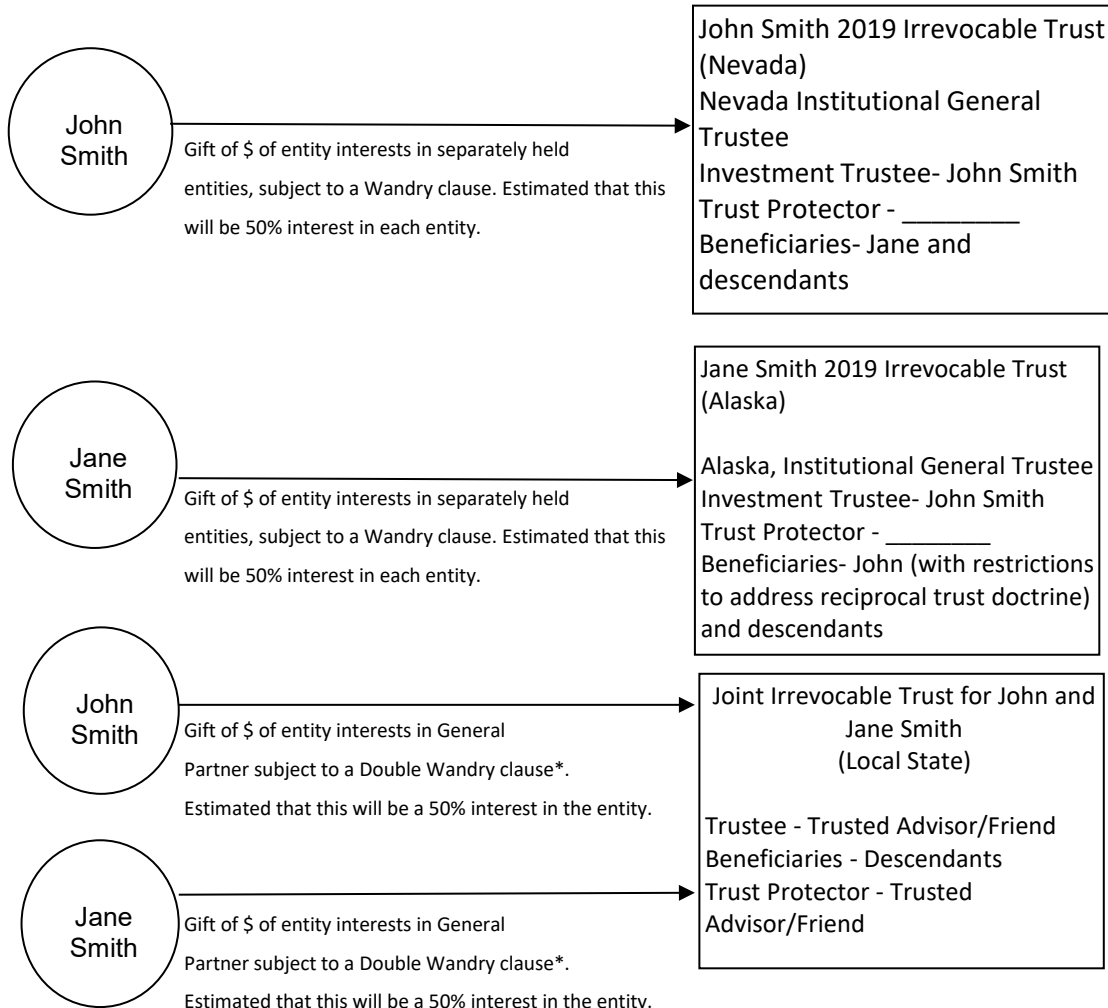 John
Smith
Gift of $ of entity interests in separately held
entities, subject to a Wandry clause. Estimated that this
will be 50% interest in each entity.
John Smith 2019 Irrevocable Trust
(Nevada)
Nevada Institutional General
Trustee
Investment Trustee- John Smith
Trust Protector - ________
Beneficiaries- Jane and
descendants
Jane
Smith
Gift of $ of entity interests in separately held
entities, subject to a Wandry clause. Estimated that this
will be 50% interest in each entity.
Jane Smith 2019 Irrevocable Trust
(Alaska)
Alaska, Institutional General Trustee
Investment Trustee- John Smith
Trust Protector - ________
Beneficiaries- John (with restrictions
to address reciprocal trust doctrine)
and descendants
John
Smith
Gift of $ of entity interests in General
Partner subject to a Double Wandry clause*.
Estimated that this will be a 50% interest in the entity.
Jane
Smith
Gift of $ of entity interests in General
Partner subject to a Double Wandry clause*.
Estimated that this will be a 50% interest in the entity.
Joint Irrevocable Trust for John and
Jane Smith
(Local State)
Trustee - Trusted Advisor/Friend
Beneficiaries - Descendants
Trust Protector - Trusted
Advisor/Friend